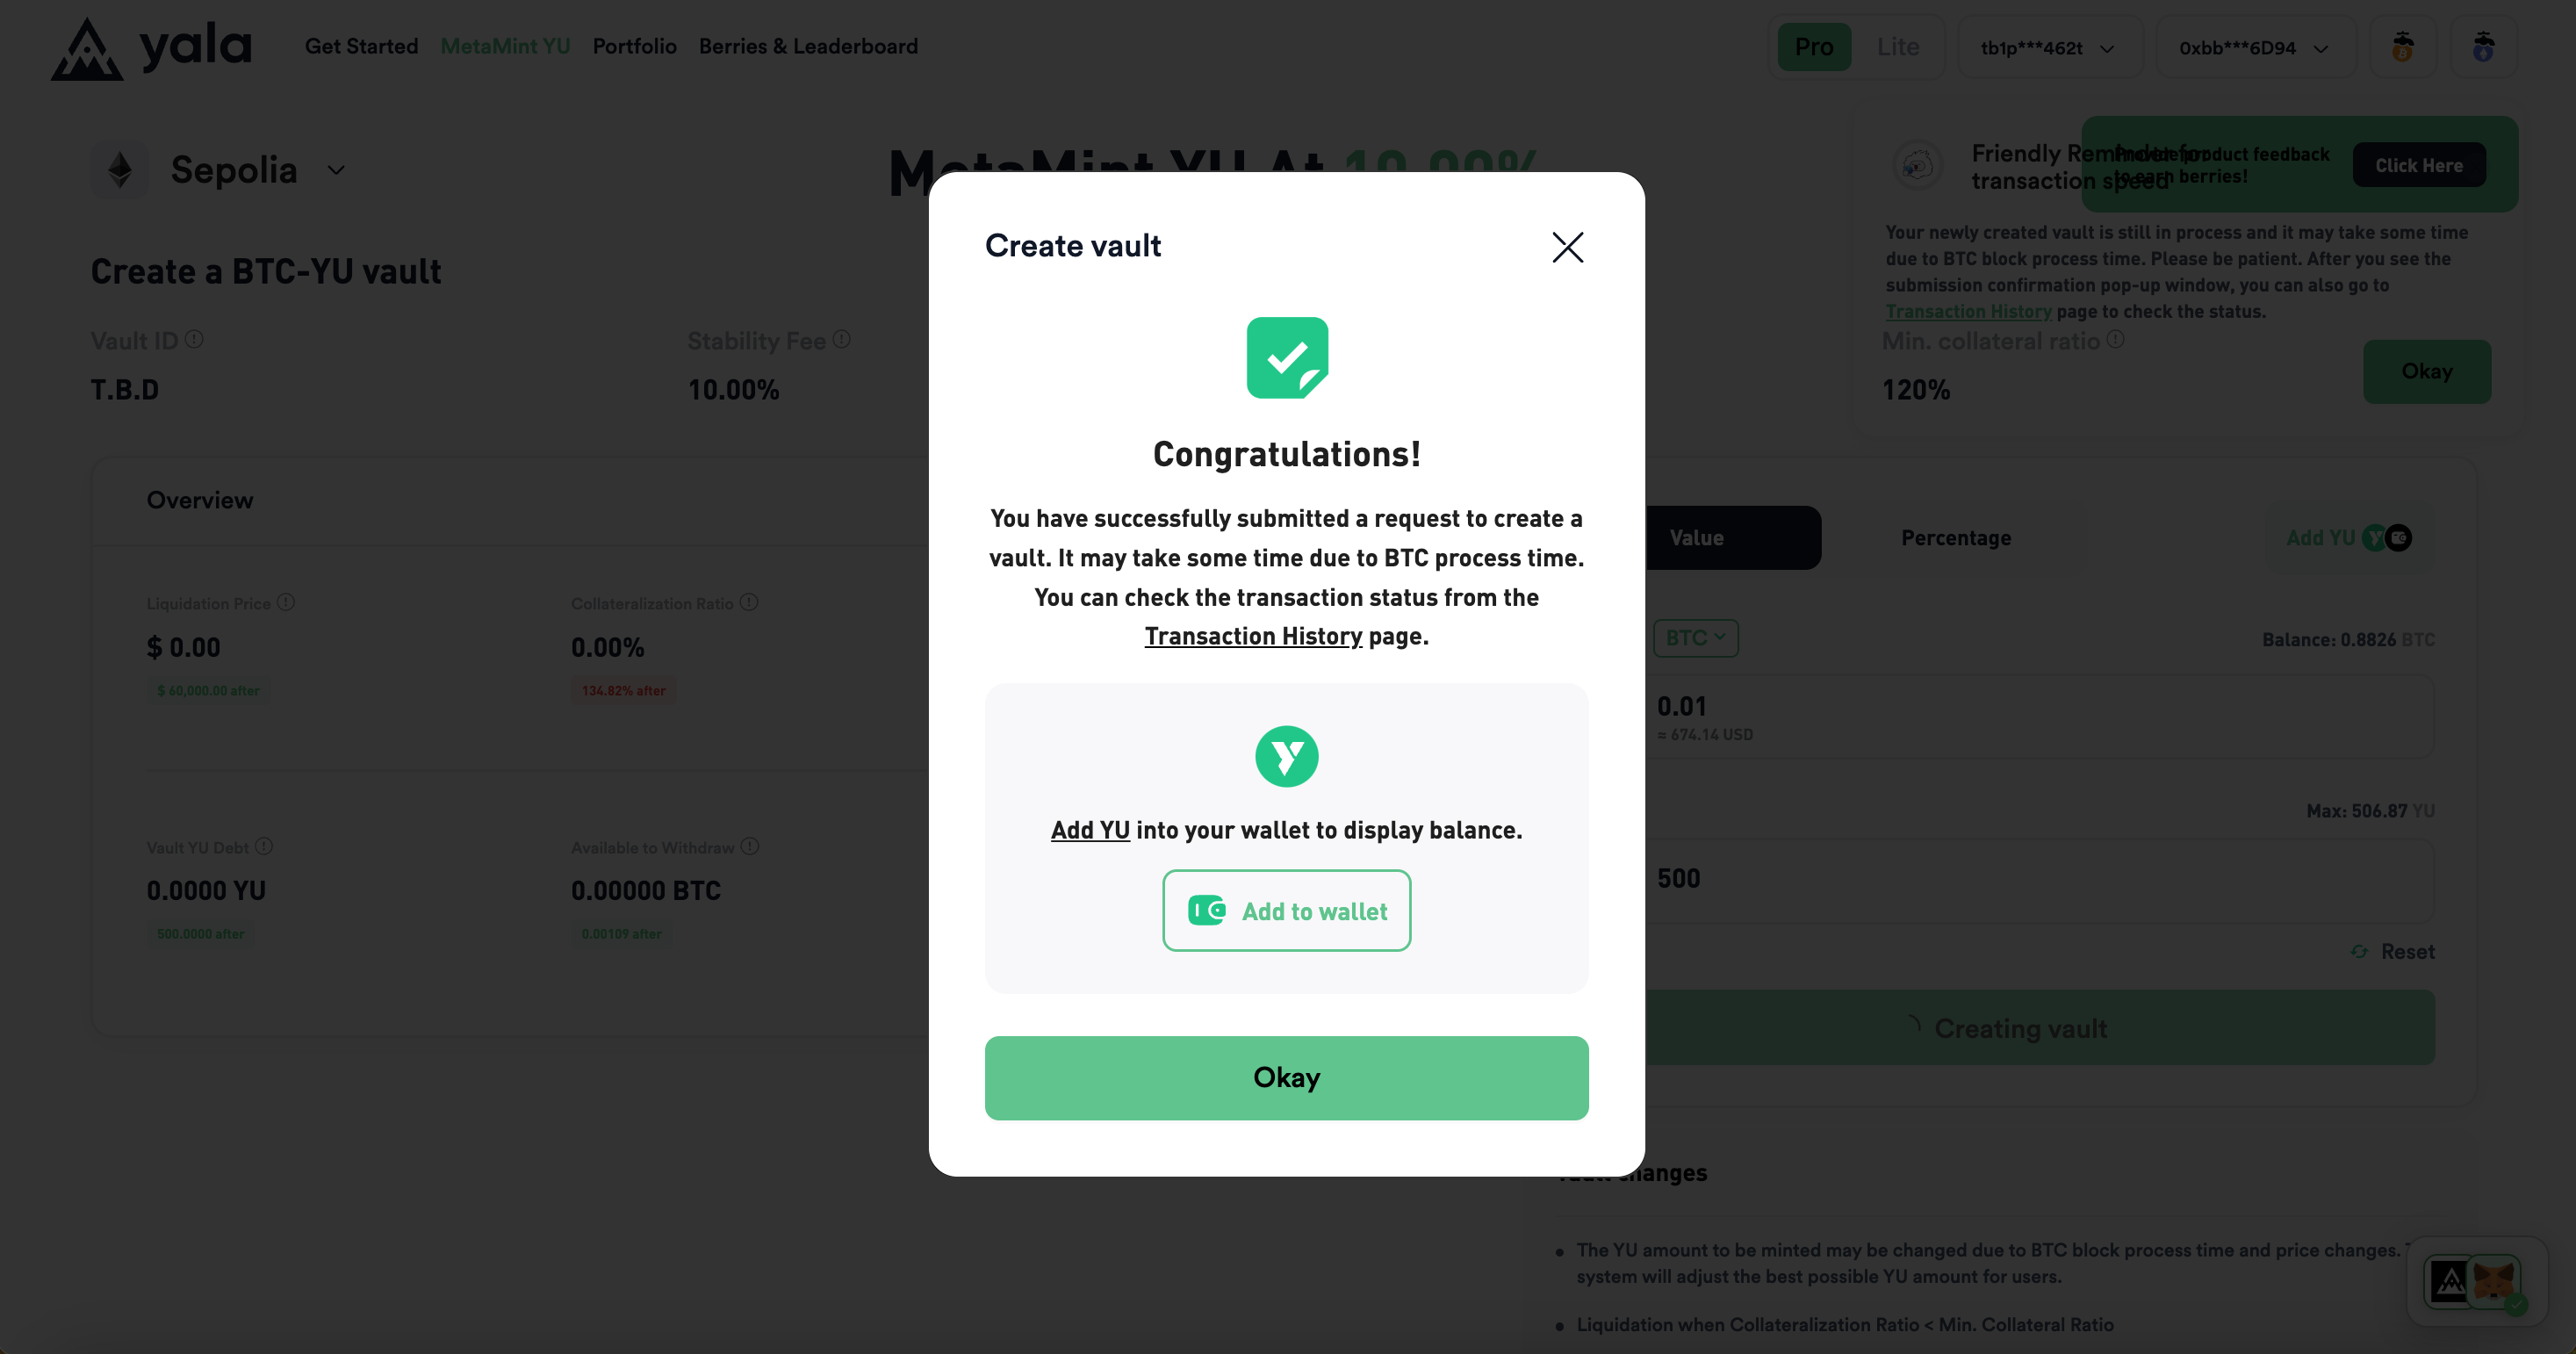 yala
Get Started
MetaMint YU
Portfolio
Berries & Leaderboard
Pro
Lite
tb1p***462t
0xbb***6D94
Sepolia
MetaMint YU At 10.00%
Friendly Reminder for
transaction speed
Provide product feedback
to earn berries!
Click Here
Your newly created vault is still in process and it may take some time
due to BTC block process time. Please be patient. After you see the
submission confirmation pop-up window, you can also go to
Transaction History page to check the status.
Okay
Create a BTC-YU vault
Vault ID
T.B.D
Stability Fee
10.00%
Min. collateral ratio
120%
Create vault
Congratulations!
You have successfully submitted a request to create a
vault. It may take some time due to BTC process time.
You can check the transaction status from the
Transaction History page.
Add YU into your wallet to display balance.
Add to wallet
Okay
Overview
Liquidation Price
$ 0.00
$ 60,000.00 after
Collateralization Ratio
0.00%
134.82% after
Vault YU Debt
0.0000 YU
500.0000 after
Available to Withdraw
0.00000 BTC
0.00109 after
Value
Percentage
Add YU
BTC
Balance: 0.8826 BTC
0.01
≈ 674.14 USD
Max: 506.87 YU
500
Reset
Creating vault
changes
• The YU amount to be minted may be changed due to BTC block process time and price changes.
system will adjust the best possible YU amount for users.
• Liquidation when Collateralization Ratio < Min. Collateral Ratio